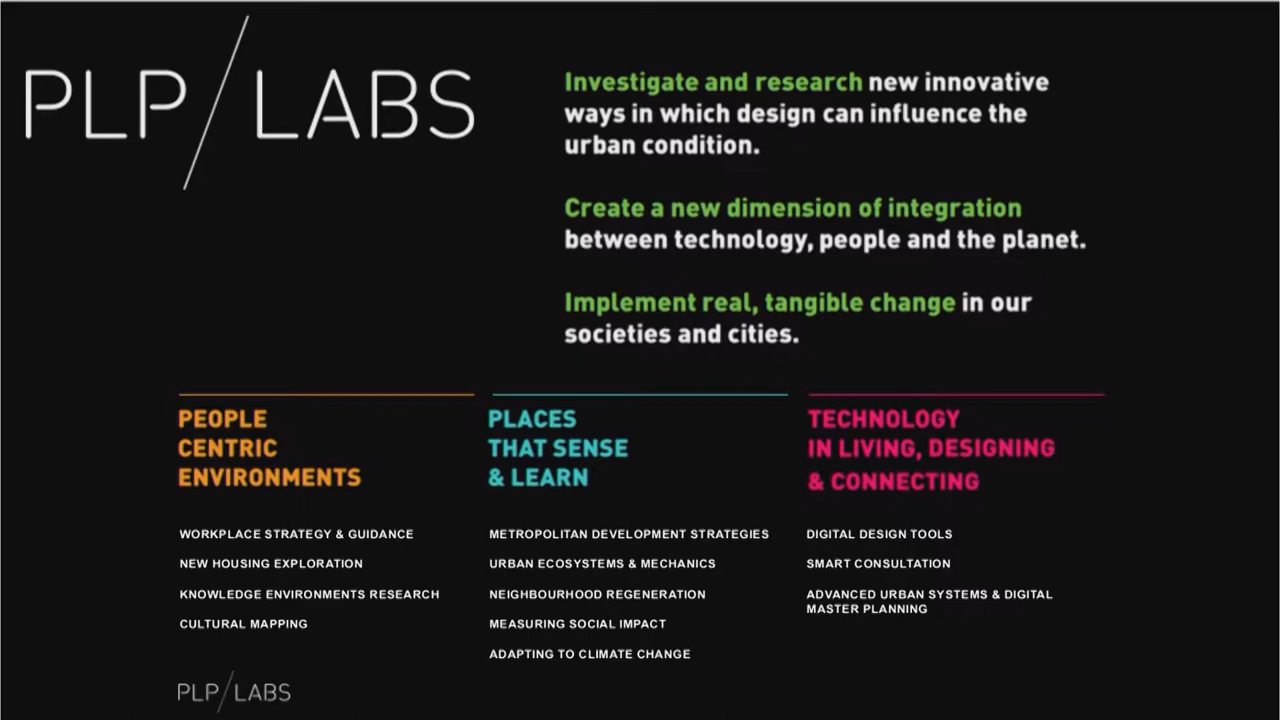 PLP/LABS
Investigate and research new innovative
ways in which design can influence the
urban condition.
Create a new dimension of integration
between technology, people and the planet.
Implement real, tangible change in our
societies and cities.
PEOPLE
CENTRIC
ENVIRONMENTS
WORKPLACE STRATEGY & GUIDANCE
NEW HOUSING EXPLORATION
KNOWLEDGE ENVIRONMENTS RESEARCH
CULTURAL MAPPING
PLACES
THAT SENSE
& LEARN
METROPOLITAN DEVELOPMENT STRATEGIES
URBAN ECOSYSTEMS & MECHANICS
NEIGHBOURHOOD REGENERATION
MEASURING SOCIAL IMPACT
ADAPTING TO CLIMATE CHANGE
TECHNOLOGY
IN LIVING, DESIGNING
& CONNECTING
DIGITAL DESIGN TOOLS
SMART CONSULTATION
ADVANCED URBAN SYSTEMS & DIGITAL
MASTER PLANNING
PLP/LABS